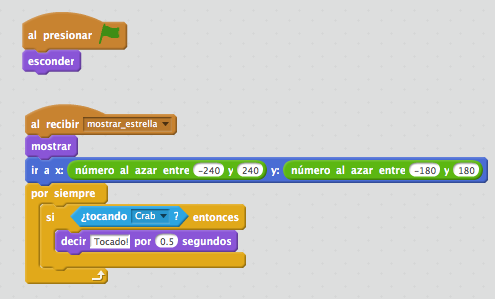 al presionar
esconder
al recibir mostrar_estrella
mostrar
ir a x: número al azar entre -240 y 240 y: número al azar entre -180 y 180
por siempre
si ¿tocando Crab ? entonces
decir Tocado! por 0.5 segundos